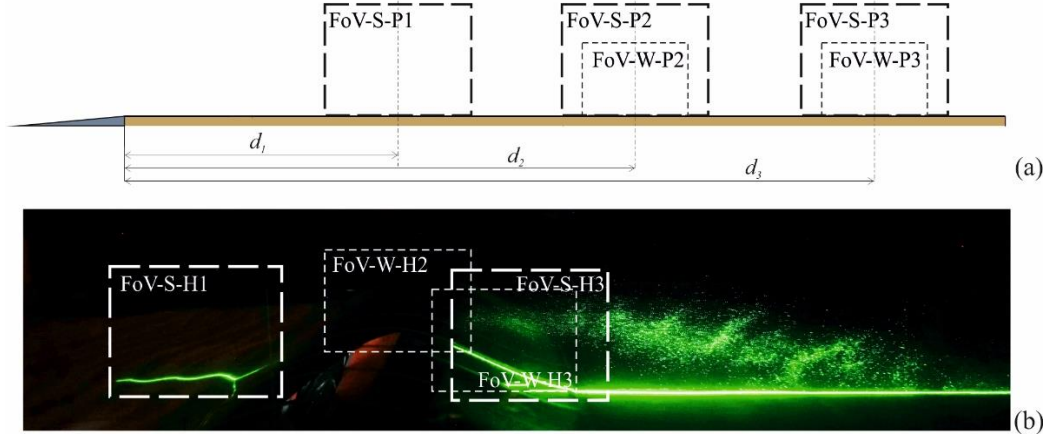 FoV-S-P1
FoV-S-P2
FoV-S-P3
FoV-W-P2
FoV-W-P3
d1
d2
d3
(a)
FoV-W-H2
FoV-S-H1
FoV-S-H3
FoV-W-H3
(b)